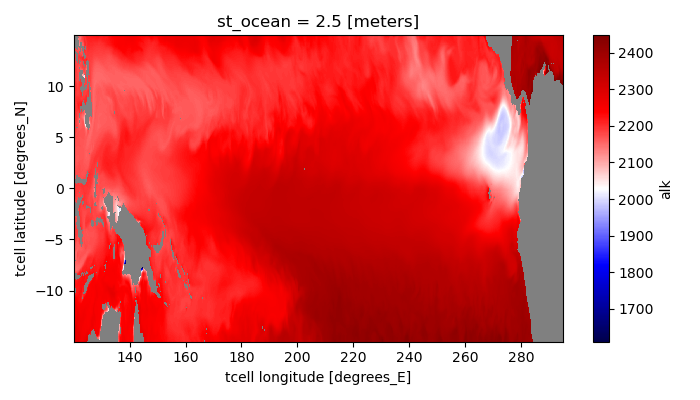 st_ocean = 2.5 [meters]
10
5
0
−5
−10
tcell latitude [degrees_N]
140 160 180 200 220 240 260 280
tcell longitude [degrees_E]
2400
2300
2200
2100
2000
1900
1800
1700
alk